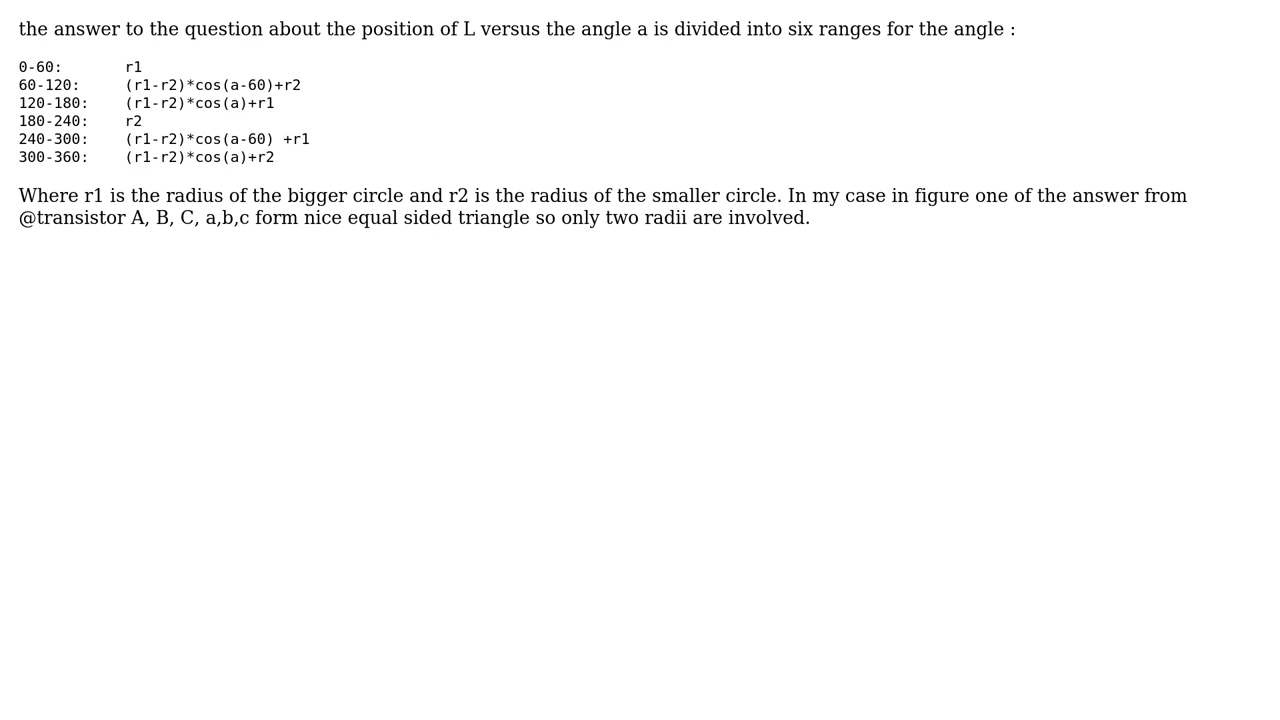 the answer to the question about the position of L versus the angle a is divided into six ranges for the angle :
0-60: r1
60-120: (r1-r2)*cos(a-60)+r2
120-180: (r1-r2)*cos(a)+r1
180-240: r2
240-300: (r1-r2)*cos(a-60) +r1
300-360: (r1-r2)*cos(a)+r2
Where r1 is the radius of the bigger circle and r2 is the radius of the smaller circle. In my case in figure one of the answer from
@transistor A, B, C, a,b,c form nice equal sided triangle so only two radii are involved.